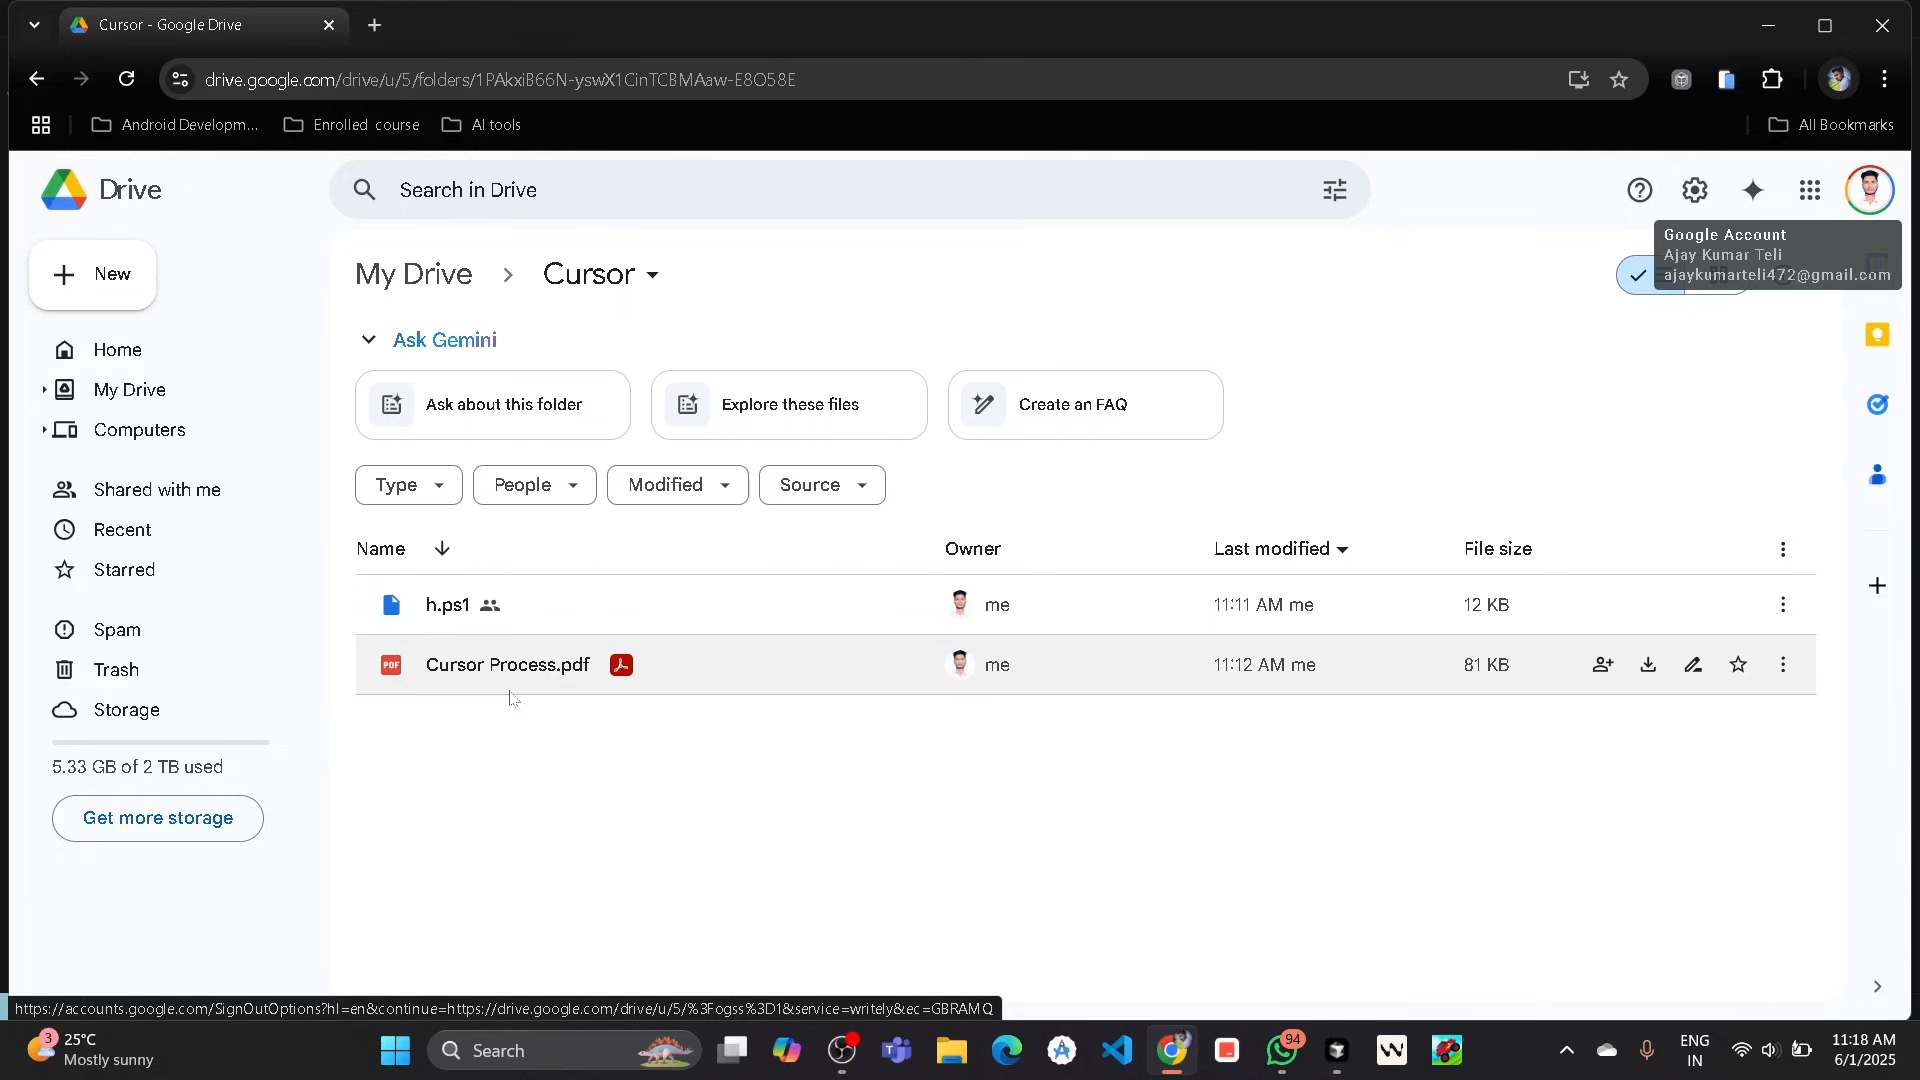 Cursor - Google Drive
drive.google.com/drive/u/5/folders/1PAkxiB66N-yswX1CinTCBMAaw-E8O58E
Android Developm...
Enrolled course
AI tools
All Bookmarks
Drive
Search in Drive
Google Account
Ajay Kumar Teli
ajaykumarteli472@gmail.com
New
My Drive
Cursor
Ask Gemini
Home
My Drive
Computers
Shared with me
Recent
Starred
Spam
Trash
Storage
5.33 GB of 2 TB used
Get more storage
Ask about this folder
Explore these files
Create an FAQ
Type
People
Modified
Source
Name
Owner
Last modified
File size
h.ps1
me
11:11 AM me
12 KB
PDF
Cursor Process.pdf
me
11:12 AM me
81 KB
https://accounts.google.com/SignOutOptions?hl=en&continue=https://drive.google.com/drive/u/5/%3Fogss%3D1&service=writely&ec=GBRAMQ
3
25°C
Mostly sunny
Search
94
ENG
IN
11:18 AM
6/1/2025